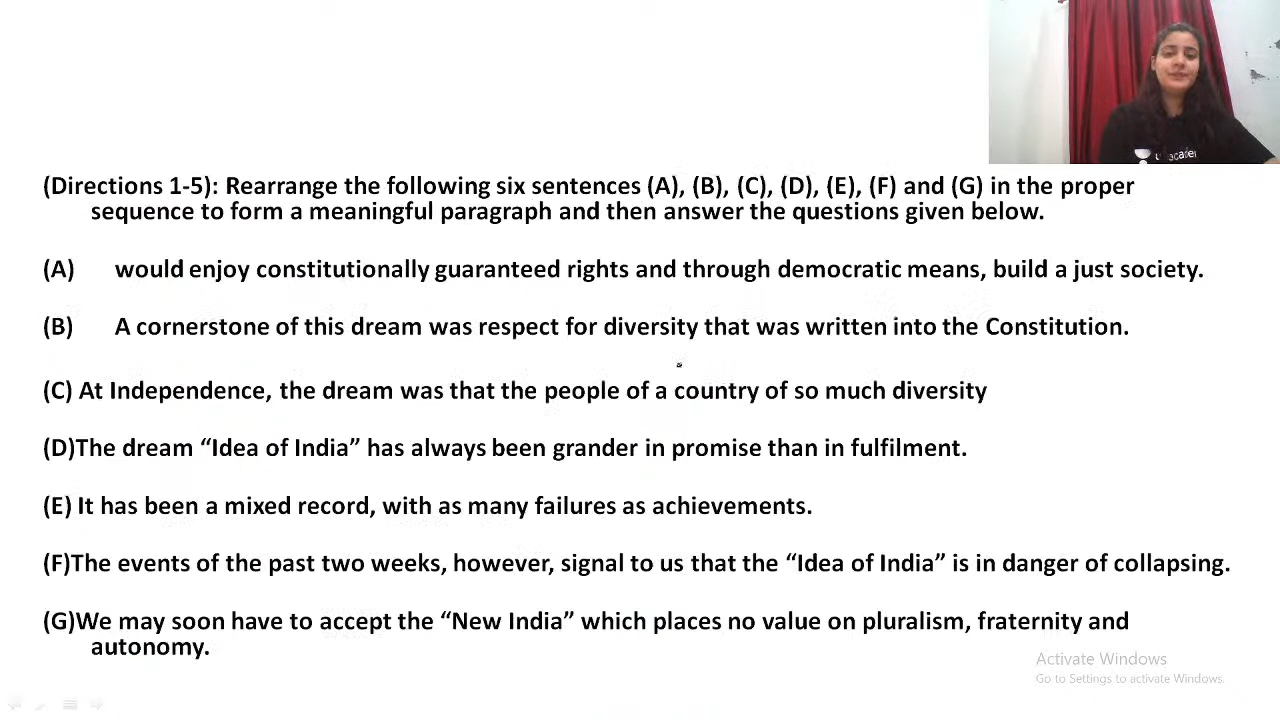 (Directions 1-5): Rearrange the following six sentences (A), (B), (C), (D), (E), (F) and (G) in the proper
sequence to form a meaningful paragraph and then answer the questions given below.
(A) would enjoy constitutionally guaranteed rights and through democratic means, build a just society.
(B) A cornerstone of this dream was respect for diversity that was written into the Constitution.
(C) At Independence, the dream was that the people of a country of so much diversity
(D)The dream “Idea of India” has always been grander in promise than in fulfilment.
(E) It has been a mixed record, with as many failures as achievements.
(F)The events of the past two weeks, however, signal to us that the “Idea of India” is in danger of collapsing.
(G)We may soon have to accept the “New India” which places no value on pluralism, fraternity and
autonomy.
Activate Windows
Go to Settings to activate Windows.